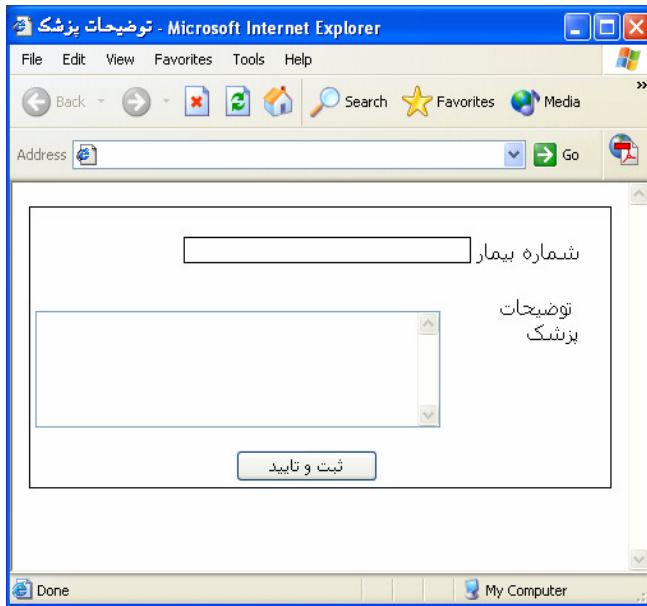 توضیحات پزشک - Microsoft Internet Explorer
File Edit View Favorites Tools Help
Back Search Favorites Media »
Address Go
شماره بیمار
توضیحات
پزشک
ثبت و تایید
Done My Computer